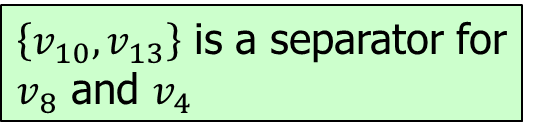 {v₁₀, v₁₃} is a separator for
v₈ and v₄